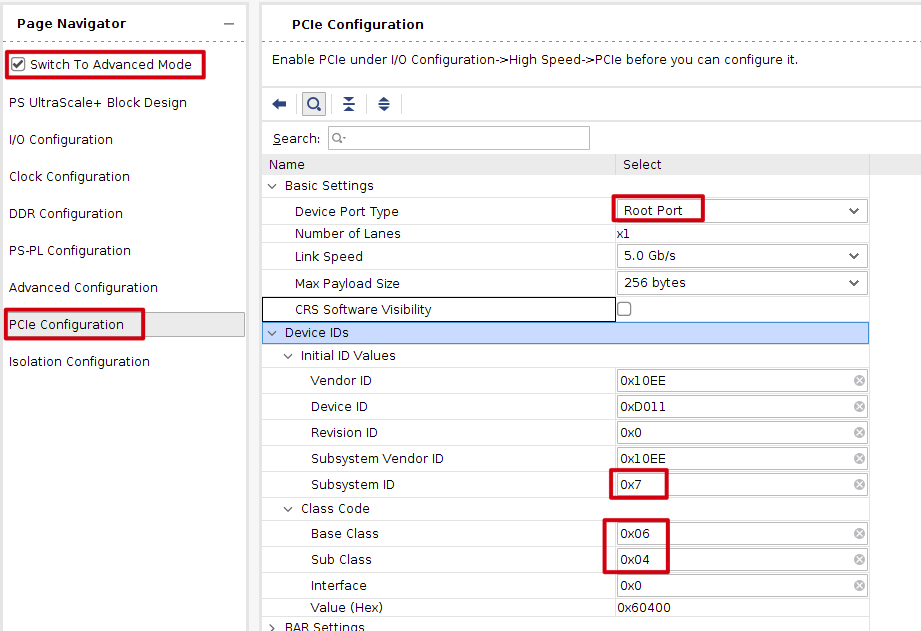 Page Navigator
Switch To Advanced Mode
PS UltraScale+ Block Design
I/O Configuration
Clock Configuration
DDR Configuration
PS-PL Configuration
Advanced Configuration
PCIe Configuration
Isolation Configuration
PCIe Configuration
Enable PCIe under I/O Configuration->High Speed->PCIe before you can configure it.
Search:
Name Select
Basic Settings
Device Port Type Root Port
Number of Lanes x1
Link Speed 5.0 Gb/s
Max Payload Size 256 bytes
CRS Software Visibility
Device IDs
Initial ID Values
Vendor ID 0x10EE
Device ID 0xD011
Revision ID 0x0
Subsystem Vendor ID 0x10EE
Subsystem ID 0x7
Class Code
Base Class 0x06
Sub Class 0x04
Interface 0x0
Value (Hex) 0x60400
BAR Settings